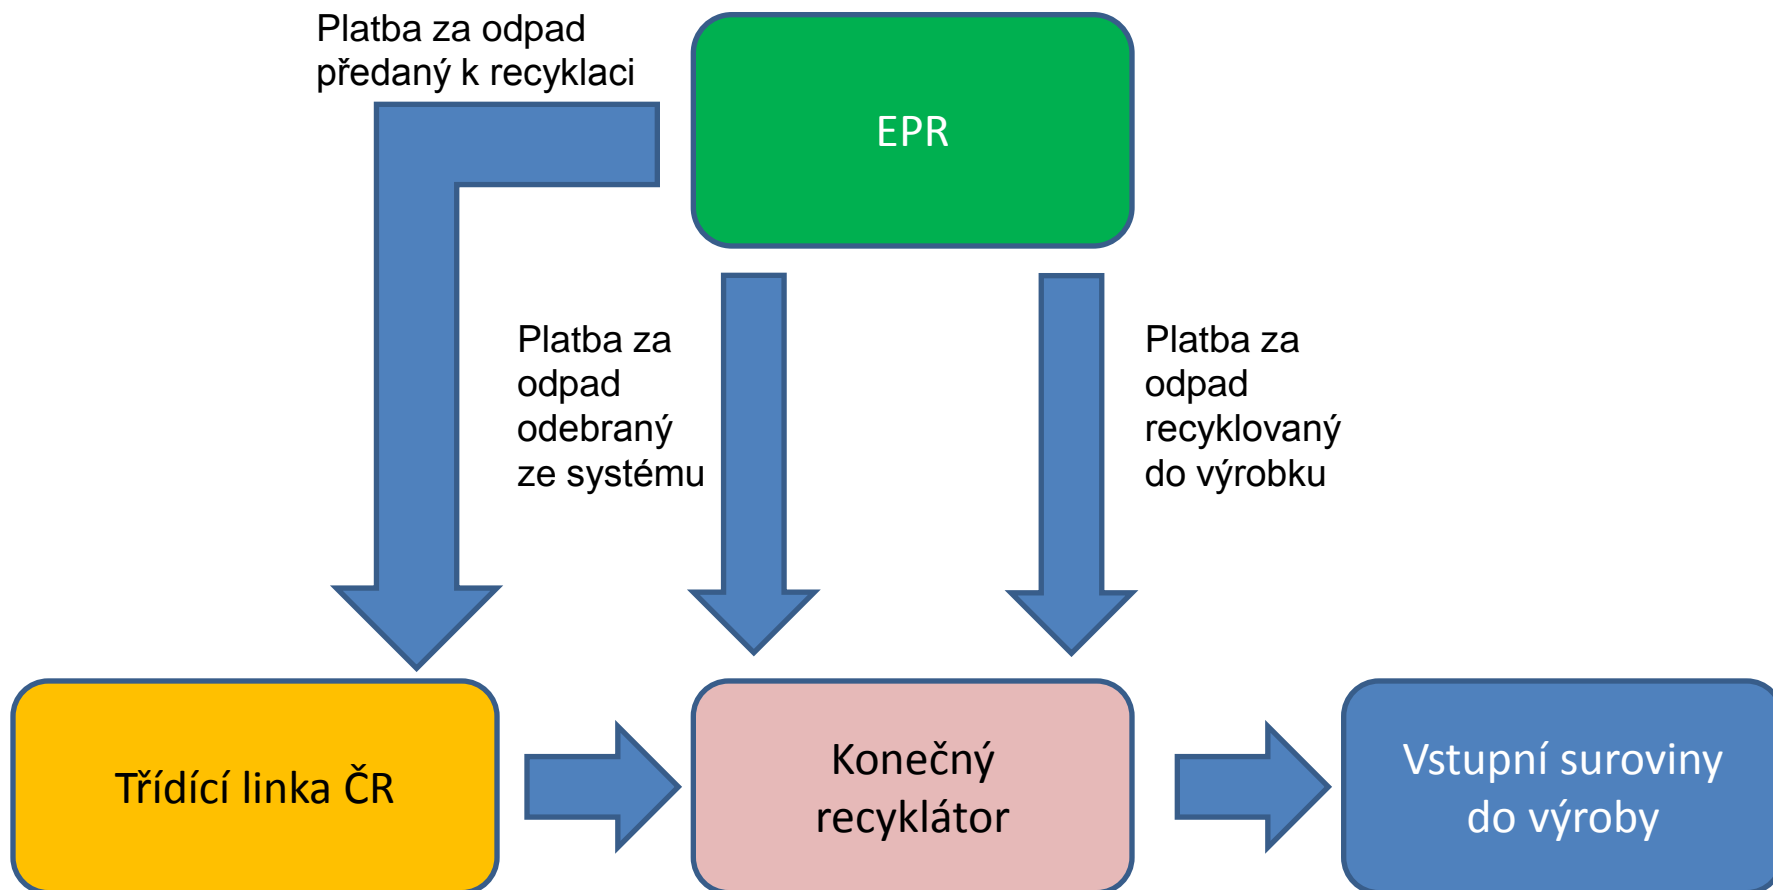 Platba za odpad
předaný k recyklaci
EPR
Platba za
odpad
odebraný
ze systému
Platba za
odpad
recyklovaný
do výrobku
Třídící linka ČR
Konečný
recyklátor
Vstupní suroviny
do výroby